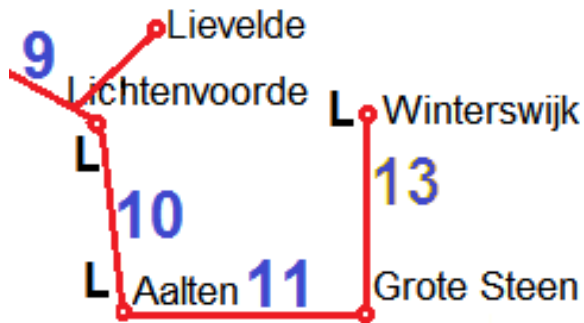 Lievelde
9
Lichtenvoorde
L Winterswijk
L
13
10
L Aalten 11 Grote Steen